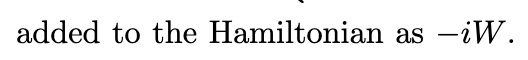 added to the Hamiltonian as −iW.